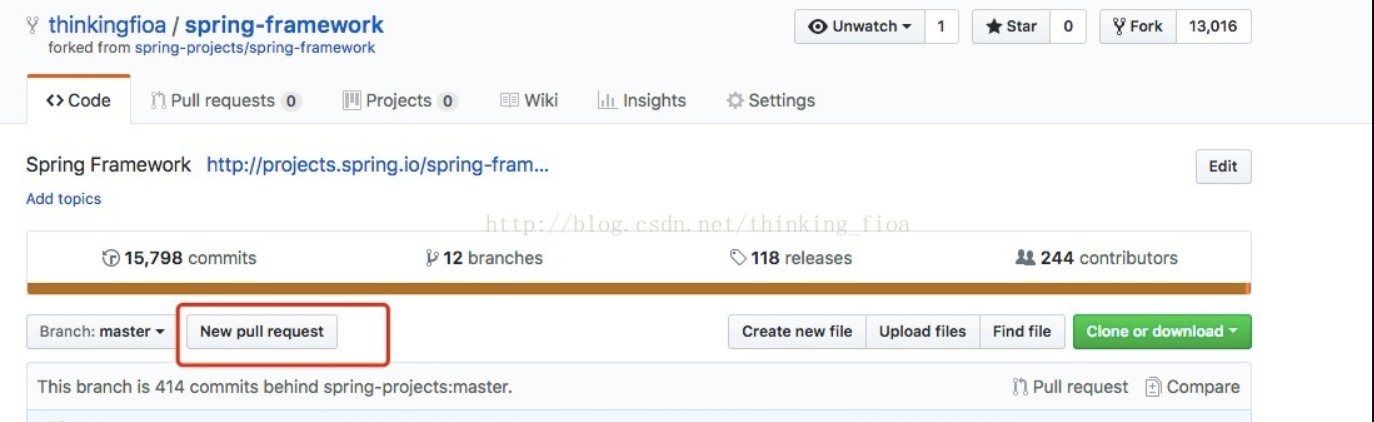 thinkingfioa / spring-framework
forked from spring-projects/spring-framework
Unwatch 1 Star 0 Fork 13,016
Code Pull requests 0 Projects 0 Wiki Insights Settings
Spring Framework http://projects.spring.io/spring-fram... Edit
Add topics
http://blog.csdn.net/thinking_fioa
15,798 commits 12 branches 118 releases 244 contributors
Branch: master New pull request Create new file Upload files Find file Clone or download
This branch is 414 commits behind spring-projects:master. Pull request Compare